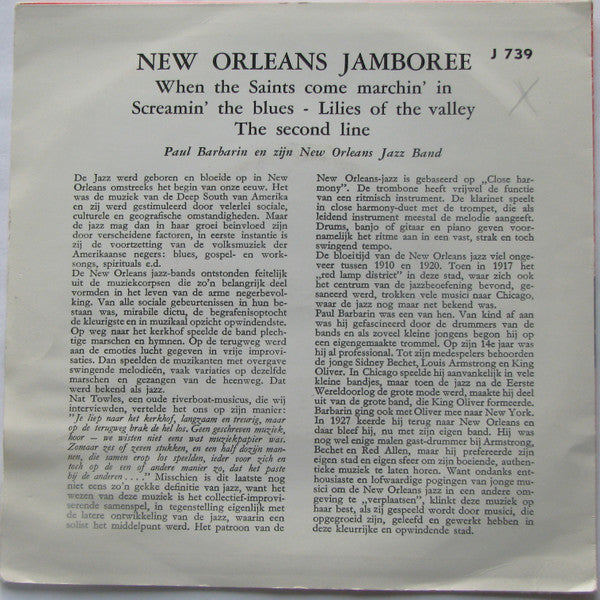 NEW ORLEANS JAMBOREE
J 739
When the Saints come marchin' in
Screamin' the blues - Lilies of the valley
The second line
Paul Barbarin en zijn New Orleans Jazz Band
De Jazz werd geboren en bloeide op in New
Orleans omstreeks het begin van onze eeuw. Het
was de muziek van de Deep South van Amerika
en zij werd gestimuleerd door velerlei sociale,
culturele en geografische omstandigheden. Maar
de jazz mag dan in haar groei beinvloed zijn
door verscheidene factoren, in eerste instantie is
zij de voortzetting van de volksmuziek der
Amerikaanse negers: blues, gospel- en work-
songs, spirituals e.d.
De New Orleans jazz-bands ontstonden feitelijk
uit de muziekcorpsen die zo'n belangrijk deel
vormden in het leven van de arme negerbevol-
king. Van alle sociale gebeurtenissen in hun be-
staan was, mirabile dictu, de begrafenisoptocht
de kleurigste en in muzikaal opzicht opwindendste.
Op weg naar het kerkhof speelde de band plech-
tige marschen en hymnen. Op de terugweg werd
aan de emoties lucht gegeven in vrije improvi-
saties. Dan speelden de muzikanten met overgave
swingende melodieën, vaak variaties op dezelfde
marschen en gezangen van de heenweg. Dat
werd bekend als jazz.
Nat Towles, een oude riverboat-musicus, die wij
interviewden, vertelde het ons op zijn manier:
"Je liep naar het kerkhof, langzaam en treurig, maar
op de terugweg brak de hel los. Geen geschreven muziek,
hoor — we wisten niet eens wat muziekpapier was.
Zomaar zes of zeven stukken, en een half dozijn man-
nen, die samen erop los speelden, ieder voor zich en
toch op de een of andere manier zo, dat het paste
bij de anderen . . . ." Misschien is dit laatste nog
niet eens zo'n gekke definitie, want het
wezen van deze muziek is het collectief-improvi-
serende samenspel, in tegenstelling eigenlijk met
de latere ontwikkeling van de jazz, waarin een
solist het middelpunt werd. Het patroon van de
New Orleans-jazz is gebaseerd op „Close har-
mony". De trombone heeft vrijwel de functie
van een ritmisch instrument. De klarinet speelt
in close harmony-duet met de trompet, die als
leidend instrument meestal de melodie aangeeft.
Drums, banjo of gitaar en piano geven voor-
namelijk het ritme aan in een vast, strak en toch
swingend tempo.
De bloeitijd van de New Orleans jazz viel onge-
veer tussen 1910 en 1920. Toen in 1917 het
„red lamp district" in deze stad, waar zich ook
het centrum van de jazzbeoefening bevond, ge-
saneerd werd, trokken vele musici naar Chicago,
waar de jazz nog maar net bekend was.
Paul Barbarin was een van hen. Van kind af aan
was hij gefascineerd door de drummers van de
bands en als zoveel kleine jongens begon hij op
een eigengemaakte trommel. Op zijn 14e jaar was
hij al professional. Tot zijn medespelers behoorden
de jonge Sidney Bechet, Louis Armstrong en King
Oliver. In Chicago speelde hij aanvankelijk in vele
kleine bandjes, maar toen de jazz na de Eerste
Wereldoorlog de grote mode werd, maakte hij deel
uit van de grote band, die King Oliver formeerde.
Barbarin ging ook met Oliver mee naar New York.
In 1927 keerde hij terug naar New Orleans en
daar bleef hij, nu met zijn eigen band. Hij was
nog wel enige malen gast-drummer bij Armstrong,
Bechet en Red Allen, maar hij prefereerde zijn
eigen stad en eigen sfeer om zijn boeiende, authen-
tieke muziek te laten horen. Want ondanks ent-
housiaste en lofwaardige pogingen van jonge mu-
sici om de New Orleans jazz in een andere om-
geving te „verplaatsen", klinkt deze muziek op
haar best, als zij gespeeld wordt door musici, die
opgegroeid zijn, geleefd en gewerkt hebben in
deze kleurrijke en opwindende stad.